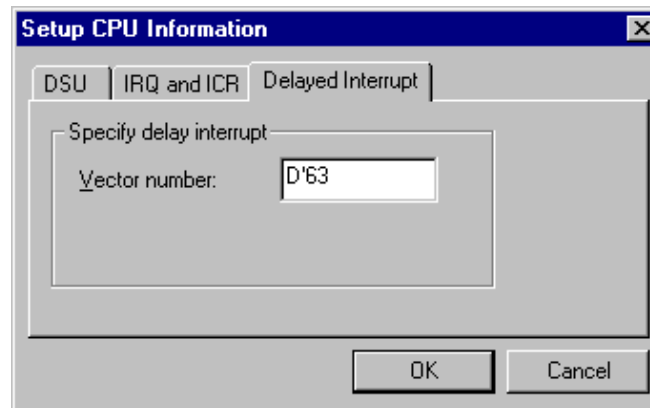 Setup CPU Information
DSU IRQ and ICR Delayed Interrupt
Specify delay interrupt
Vector number: D'63
OK Cancel